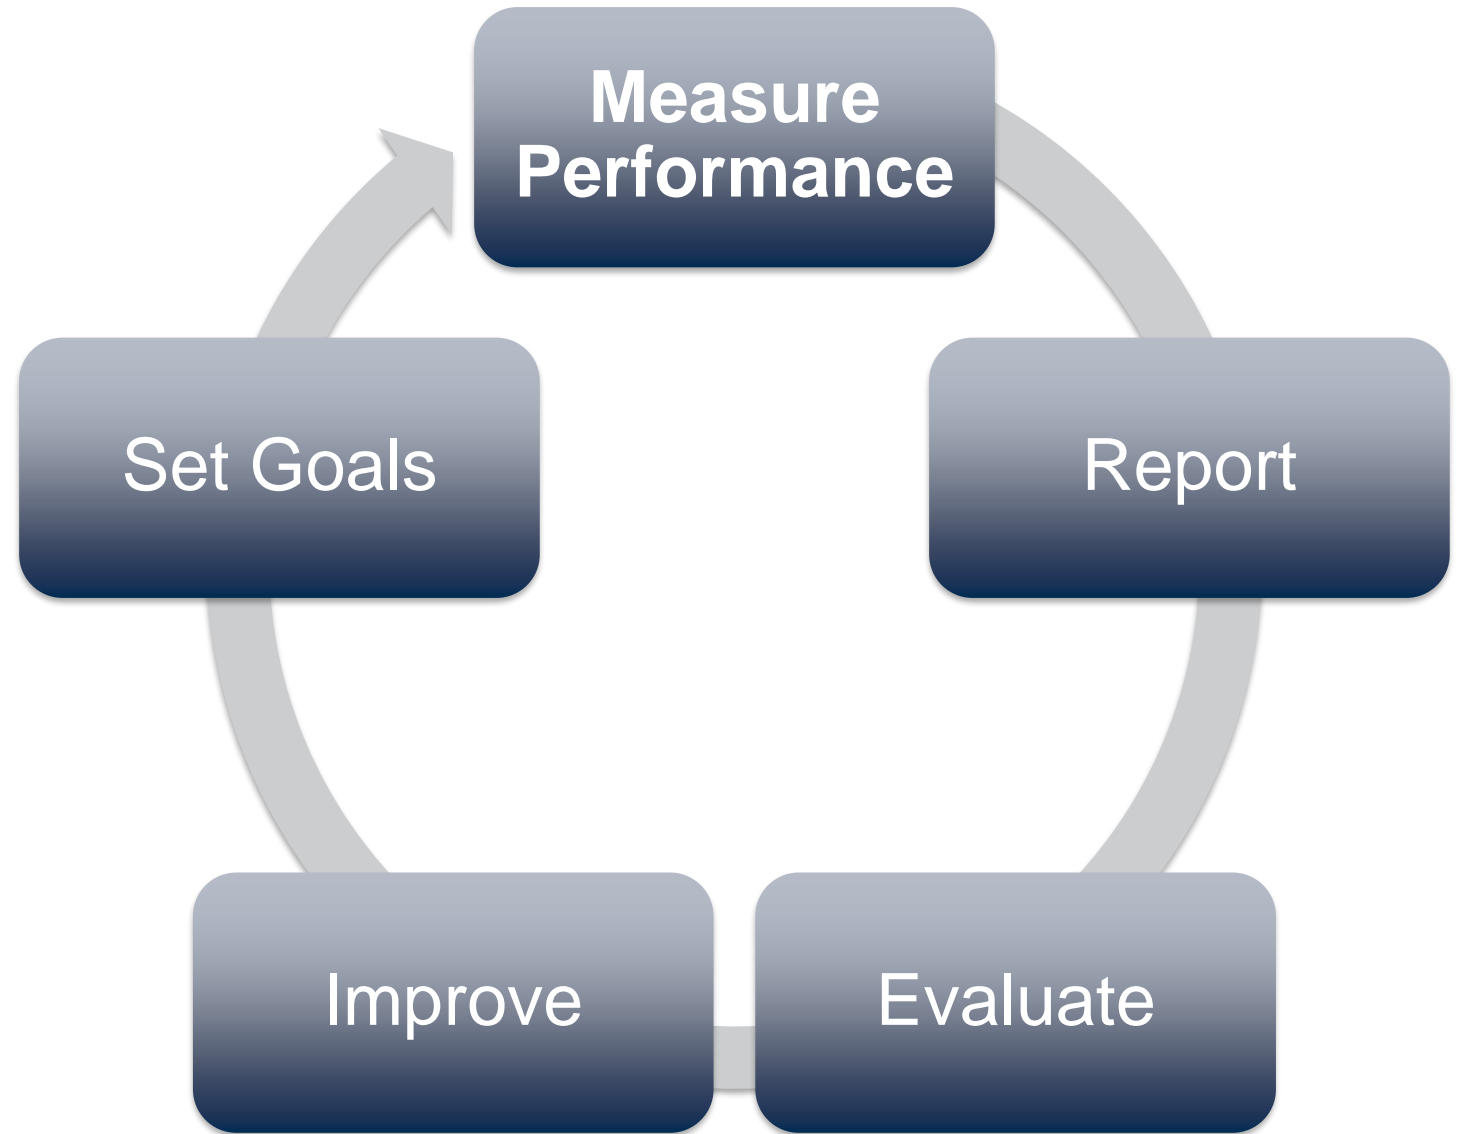 Measure
Performance
Set Goals
Report
Improve
Evaluate